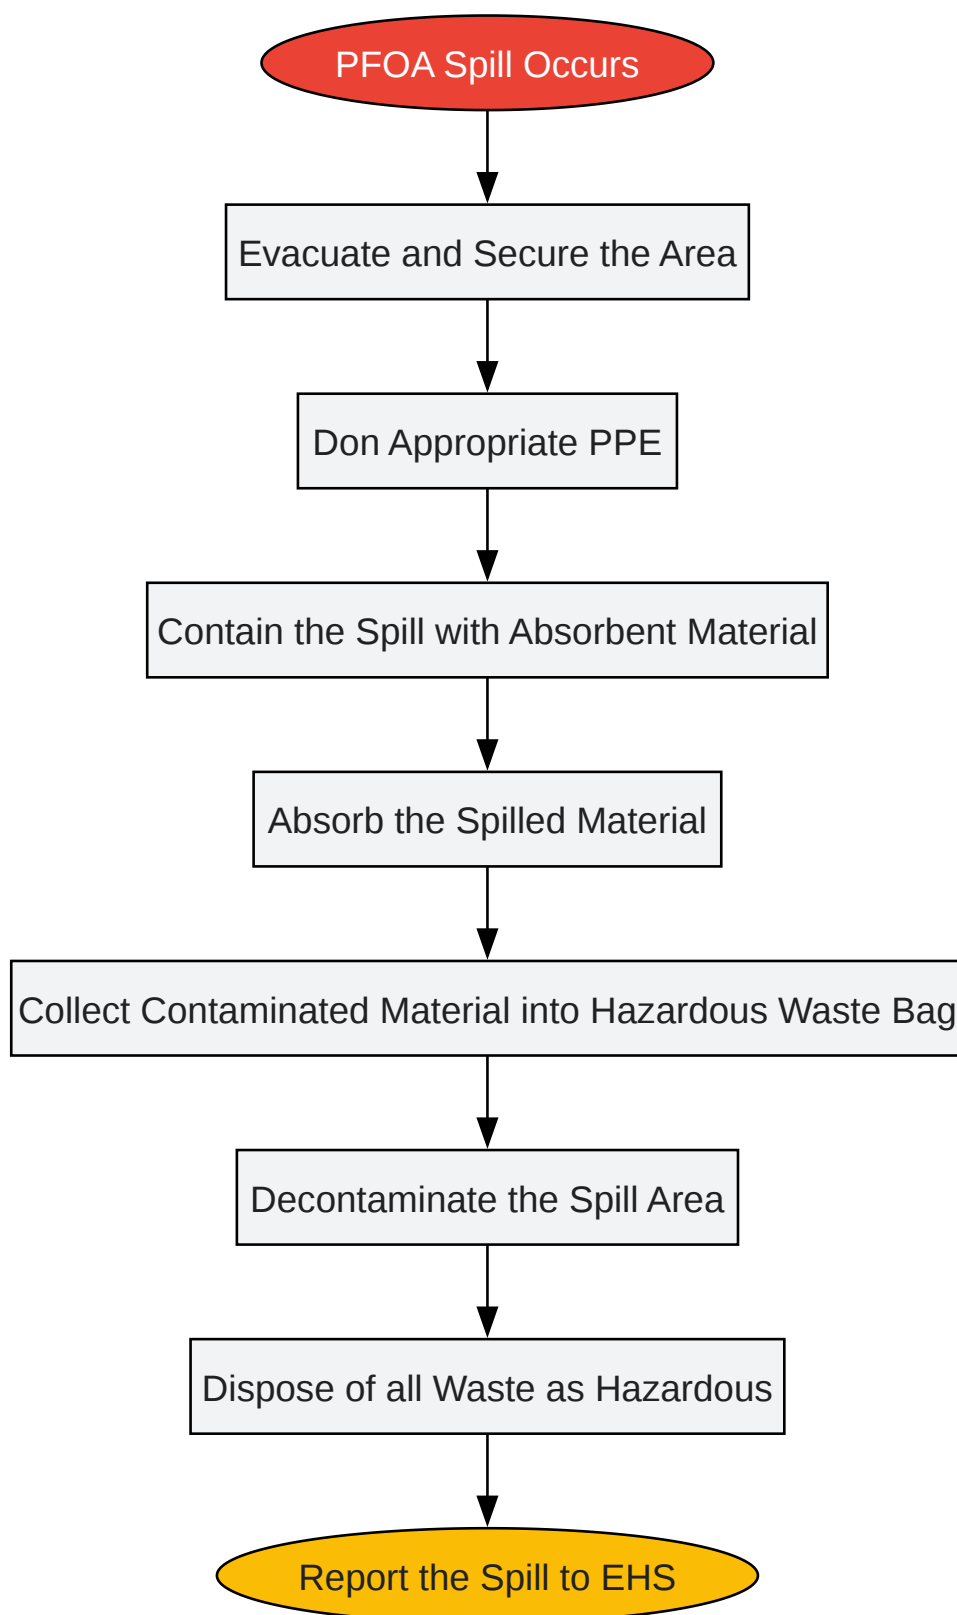 PFOA Spill Occurs
Evacuate and Secure the Area
Don Appropriate PPE
Contain the Spill with Absorbent Material
Absorb the Spilled Material
Collect Contaminated Material into Hazardous Waste Bag
Decontaminate the Spill Area
Dispose of all Waste as Hazardous
Report the Spill to EHS